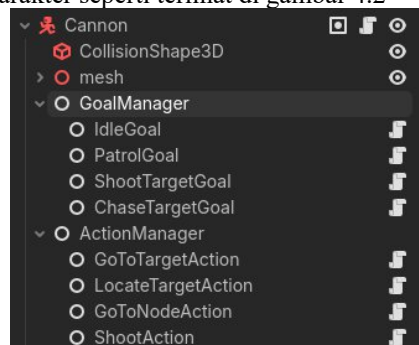 seperti terlihat di gambar 4.2
Cannon
CollisionShape3D
mesh
GoalManager
IdleGoal
PatrolGoal
ShootTargetGoal
ChaseTargetGoal
ActionManager
GoToTargetAction
LocateTargetAction
GoToNodeAction
ShootAction